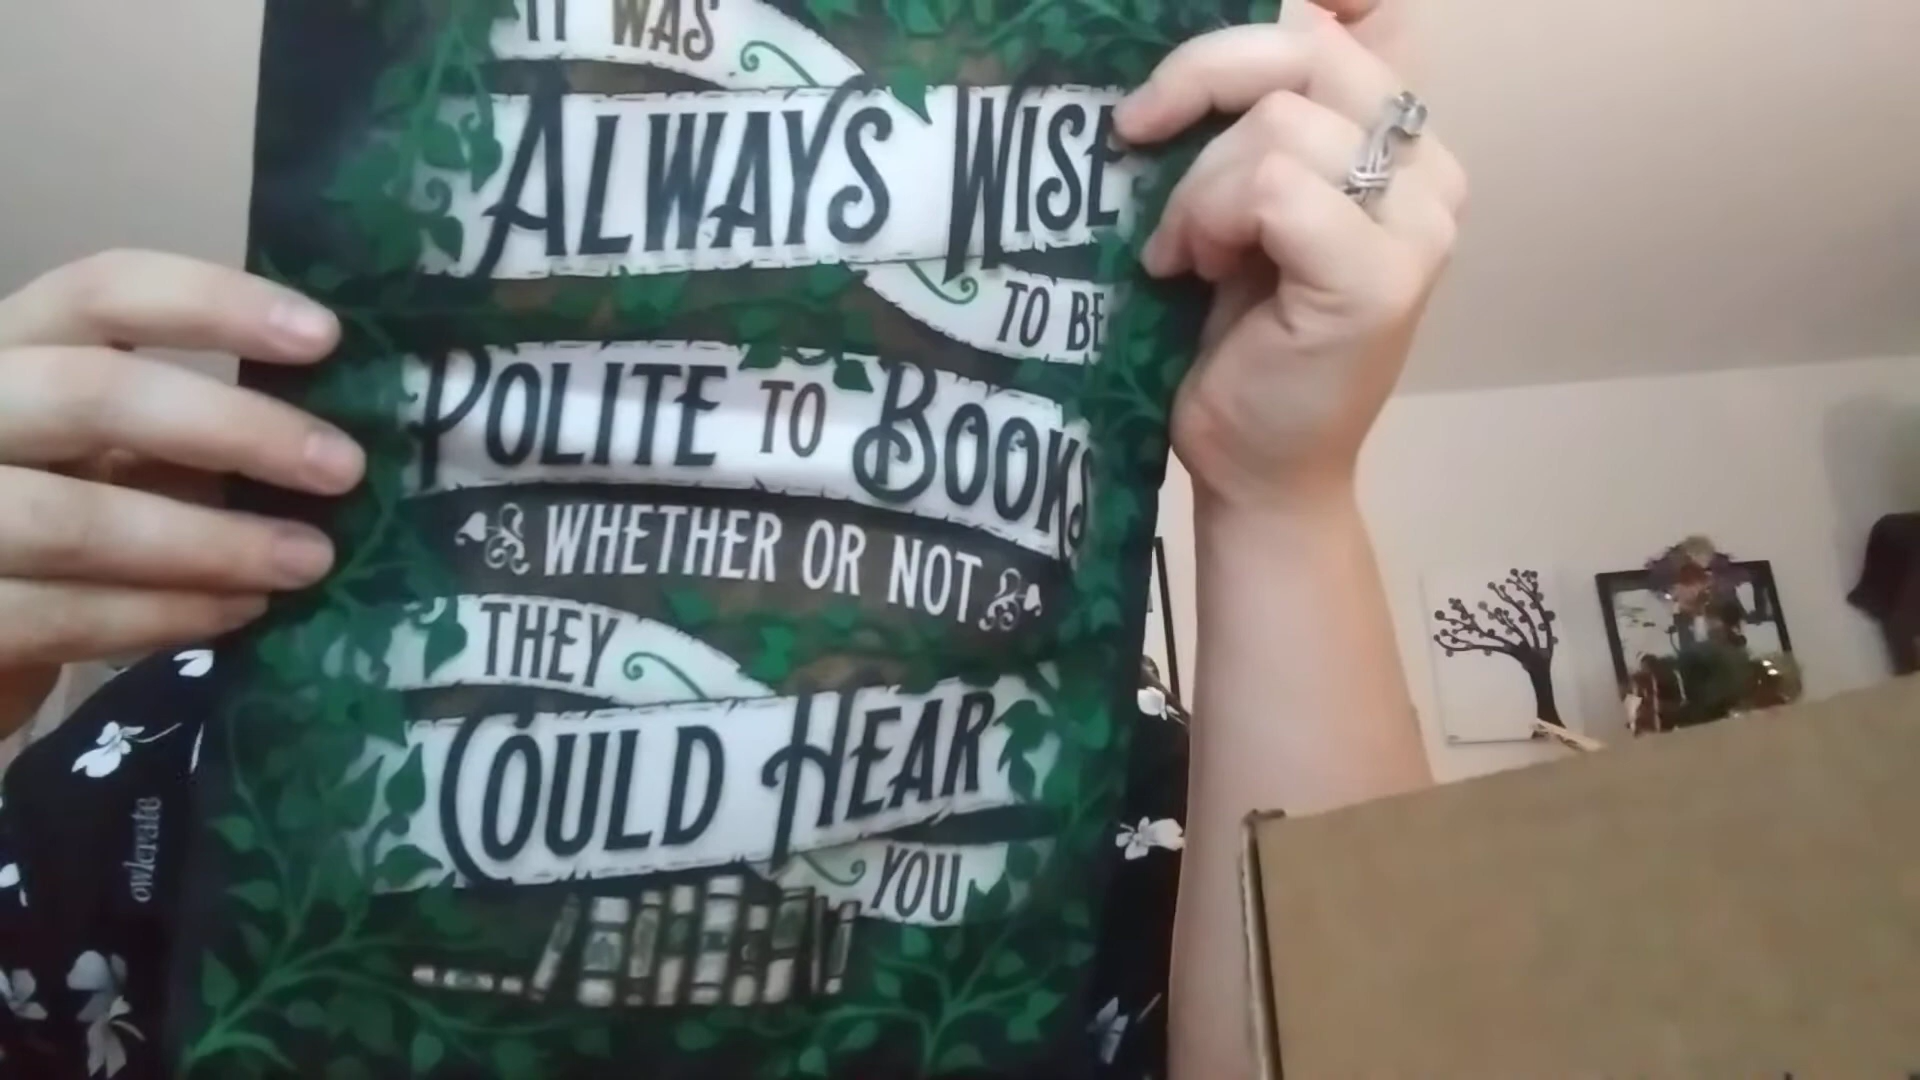 IT WAS
ALWAYS WISE
TO BE
POLITE TO BOOKS
WHETHER OR NOT
THEY
COULD HEAR
YOU
owlcrate